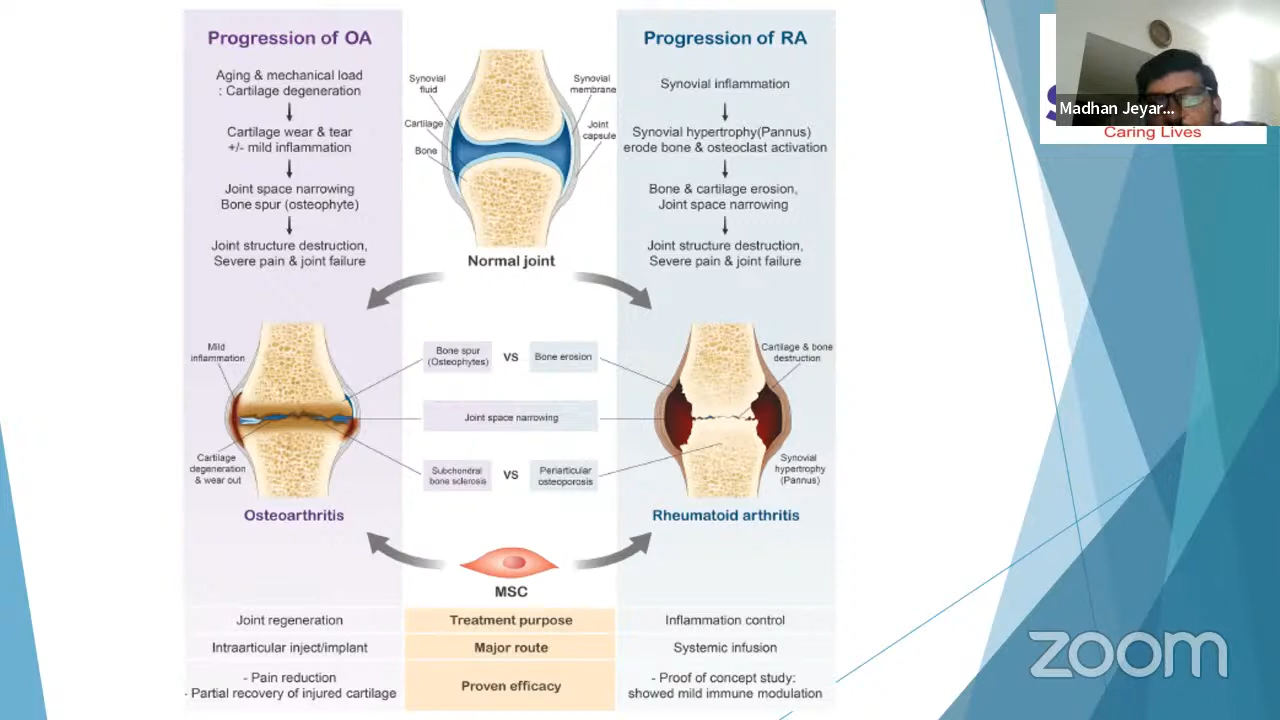 Progression of OA
Aging & mechanical load
: Cartilage degeneration
Cartilage wear & tear
+/- mild inflammation
Joint space narrowing
Bone spur (osteophyte)
Joint structure destruction,
Severe pain & joint failure
Synovial
fluid
Cartilage
Bone
Synovial
membrane
Joint
capsule
Normal joint
Progression of RA
Synovial inflammation
Synovial hypertrophy(Pannus)
erode bone & osteoclast activation
Bone & cartilage erosion,
Joint space narrowing
Joint structure destruction,
Severe pain & joint failure
Madhan Jeyar...
Caring Lives
Mild
inflammation
Cartilage
degeneration
& wear out
Osteoarthritis
Bone spur
(Osteophytes)
VS
Bone erosion
Joint space narrowing
Subchondral
bone sclerosis
VS
Periarticular
osteoporosis
Cartilage & bone
destruction
Synovial
hypertrophy
(Pannus)
Rheumatoid arthritis
MSC
Joint regeneration
Treatment purpose
Inflammation control
Intraarticular inject/implant
Major route
Systemic infusion
- Pain reduction
- Partial recovery of injured cartilage
Proven efficacy
- Proof of concept study:
showed mild immune modulation
zoom